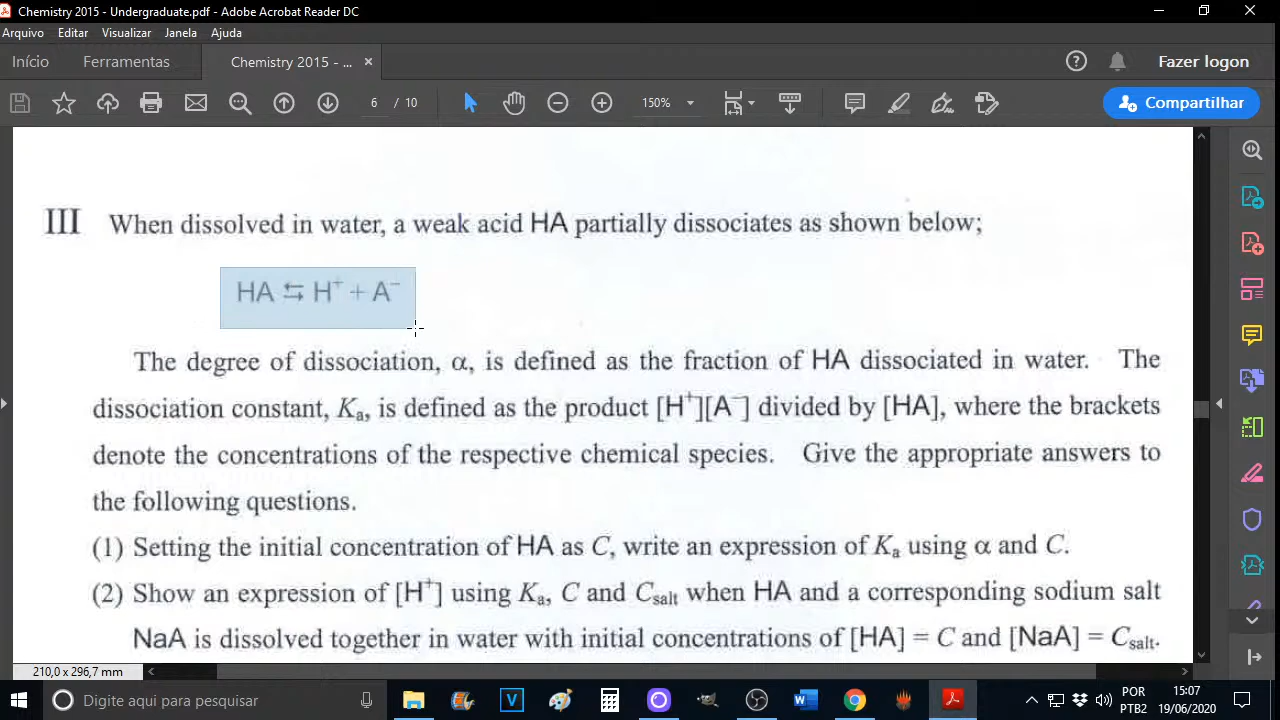 Chemistry 2015 - Undergraduate.pdf - Adobe Acrobat Reader DC
Arquivo Editar Visualizar Janela Ajuda
Início Ferramentas Chemistry 2015 - ... × ? Fazer logon
6 / 10 150% Compartilhar
III When dissolved in water, a weak acid HA partially dissociates as shown below;
HA ⇆ H⁺ + A⁻
The degree of dissociation, α, is defined as the fraction of HA dissociated in water. The
dissociation constant, Kₐ, is defined as the product [H⁺][A⁻] divided by [HA], where the brackets
denote the concentrations of the respective chemical species. Give the appropriate answers to
the following questions.
(1) Setting the initial concentration of HA as C, write an expression of Kₐ using α and C.
(2) Show an expression of [H⁺] using Kₐ, C and Csalt when HA and a corresponding sodium salt
NaA is dissolved together in water with initial concentrations of [HA] = C and [NaA] = Csalt.
210,0 x 296,7 mm
Digite aqui para pesquisar
POR 15:07
PTB2 19/06/2020